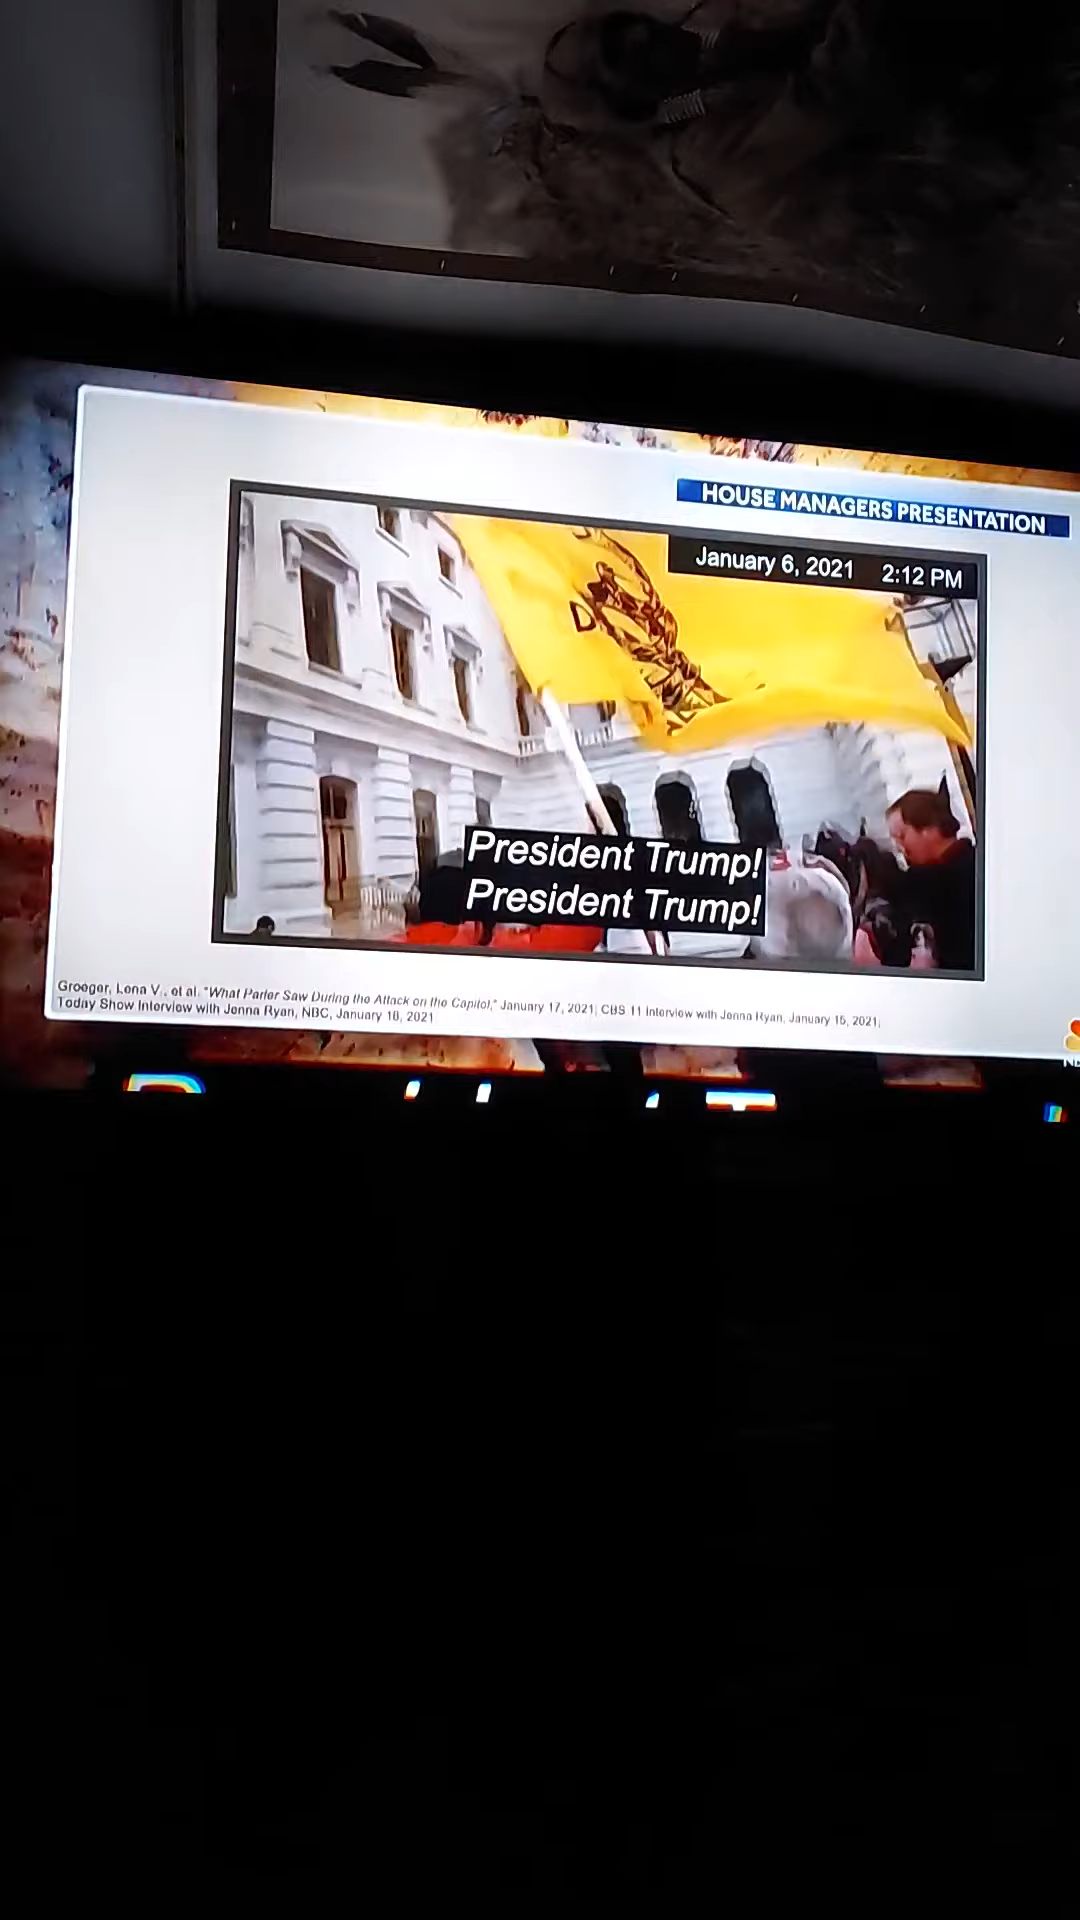 HOUSE MANAGERS PRESENTATION
January 6, 2021 2:12 PM
D
President Trump!
President Trump!
Groeger, Lena V., et al. "What Parler Saw During the Attack on the Capitol," January 17, 2021; CBS 11 Interview with Jenna Ryan, January 15, 2021;
Today Show Interview with Jenna Ryan, NBC, January 18, 2021